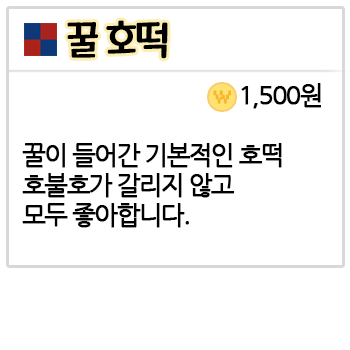 꿀 호떡
₩ 1,500원
꿀이 들어간 기본적인 호떡
호불호가 갈리지 않고
모두 좋아합니다.